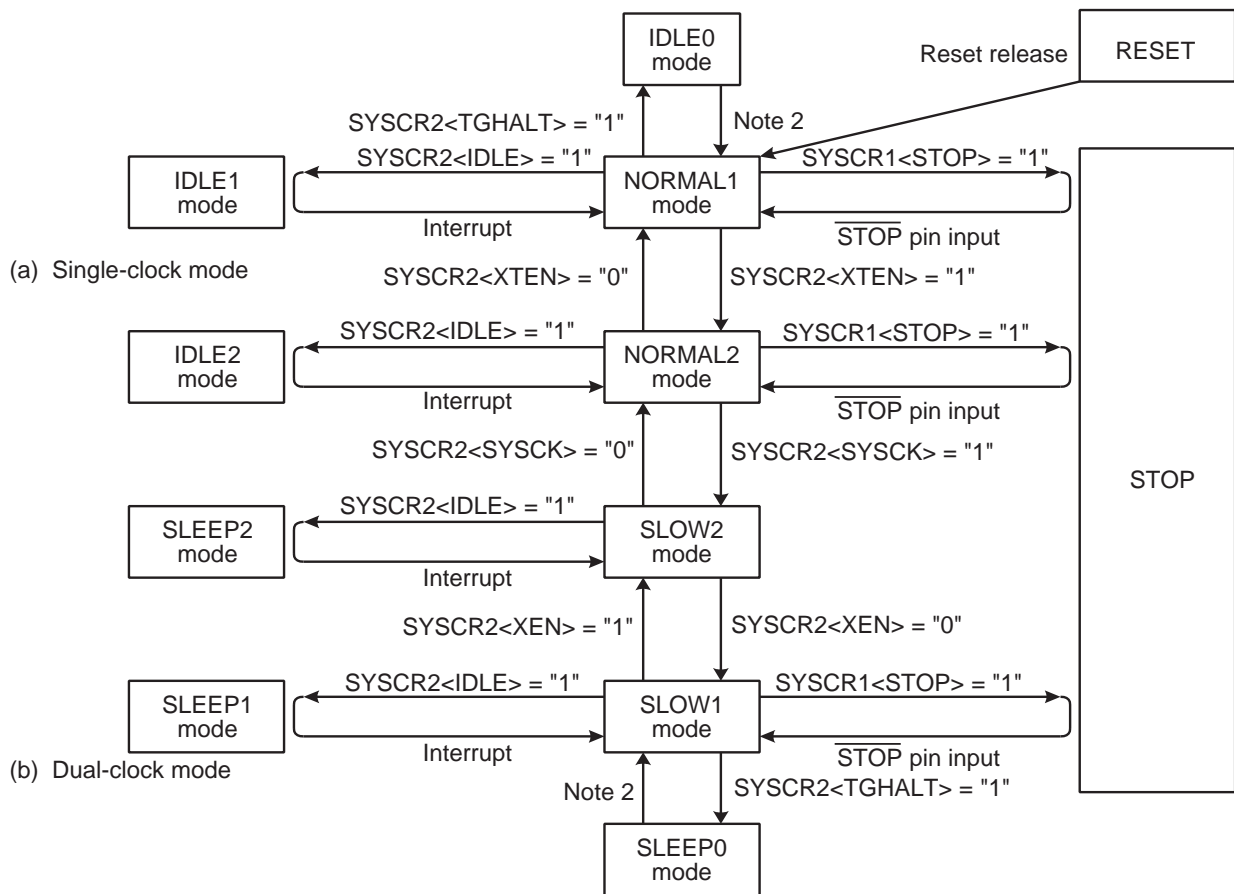 IDLE0
mode
Reset release
RESET
SYSCR2<TGHALT> = "1"
Note 2
SYSCR2<IDLE> = "1"
SYSCR1<STOP> = "1"
IDLE1
mode
NORMAL1
mode
Interrupt
STOP pin input
(a) Single-clock mode
SYSCR2<XTEN> = "0"
SYSCR2<XTEN> = "1"
SYSCR2<IDLE> = "1"
SYSCR1<STOP> = "1"
IDLE2
mode
NORMAL2
mode
Interrupt
STOP pin input
SYSCR2<SYSCK> = "0"
SYSCR2<SYSCK> = "1"
STOP
SYSCR2<IDLE> = "1"
SLEEP2
mode
SLOW2
mode
Interrupt
SYSCR2<XEN> = "1"
SYSCR2<XEN> = "0"
SYSCR2<IDLE> = "1"
SYSCR1<STOP> = "1"
SLEEP1
mode
SLOW1
mode
Interrupt
STOP pin input
(b) Dual-clock mode
Note 2
SYSCR2<TGHALT> = "1"
SLEEP0
mode